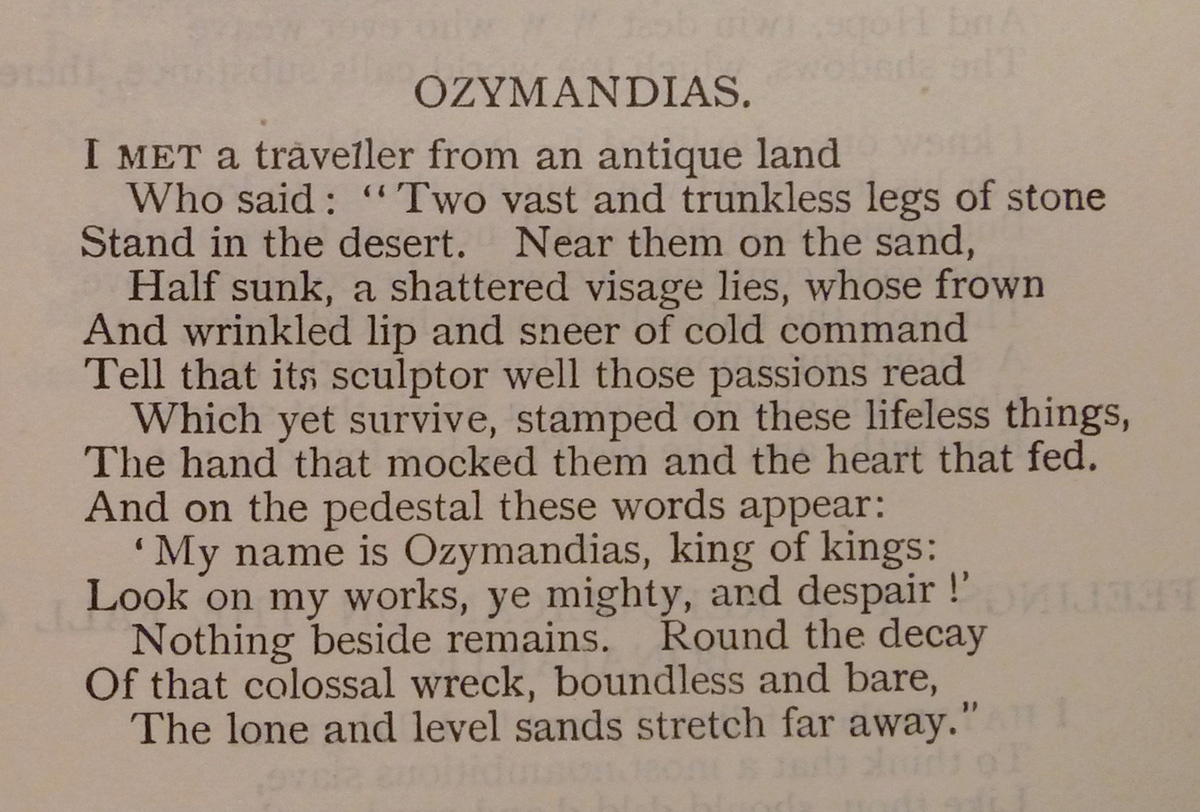 OZYMANDIAS.
I MET a traveller from an antique land
Who said: “Two vast and trunkless legs of stone
Stand in the desert. Near them on the sand,
Half sunk, a shattered visage lies, whose frown
And wrinkled lip and sneer of cold command
Tell that its sculptor well those passions read
Which yet survive, stamped on these lifeless things,
The hand that mocked them and the heart that fed.
And on the pedestal these words appear:
‘My name is Ozymandias, king of kings:
Look on my works, ye mighty, and despair!’
Nothing beside remains. Round the decay
Of that colossal wreck, boundless and bare,
The lone and level sands stretch far away.”